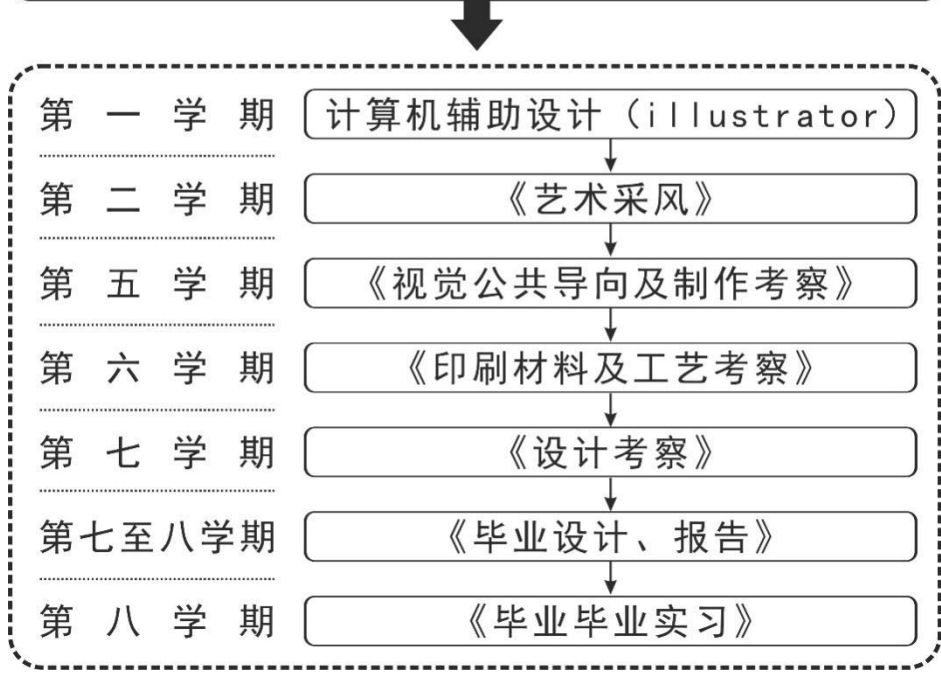 第一学期 计算机辅助设计（illustrator）
第二学期 《艺术采风》
第五学期 《视觉公共导向及制作考察》
第六学期 《印刷材料及工艺考察》
第七学期 《设计考察》
第七至八学期 《毕业设计、报告》
第八学期 《毕业毕业实习》